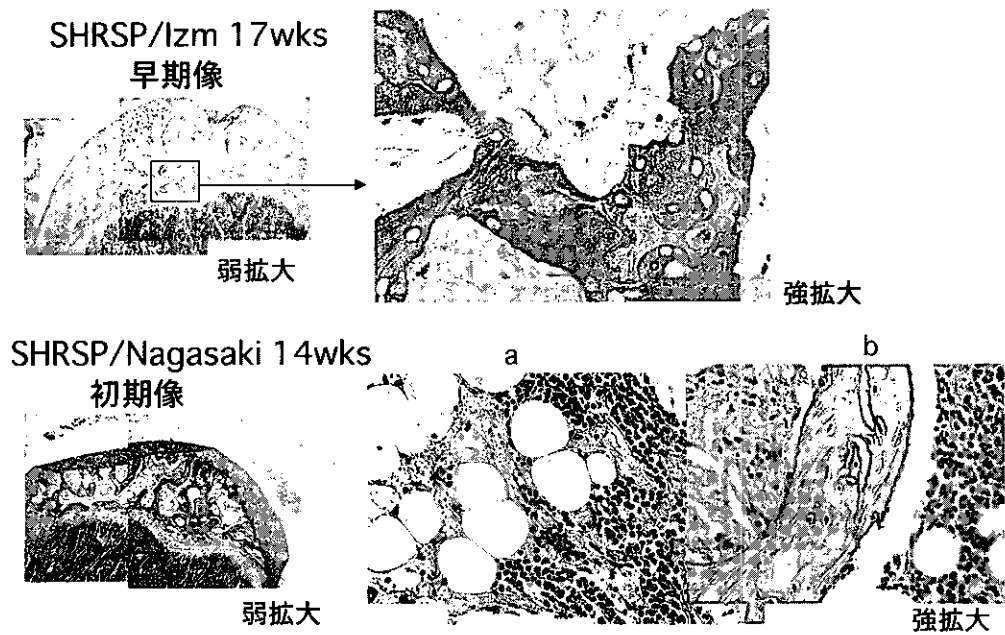 SHRSP/Izm 17wks
早期像
弱拡大
強拡大
SHRSP/Nagasaki 14wks
初期像
a
b
弱拡大
強拡大